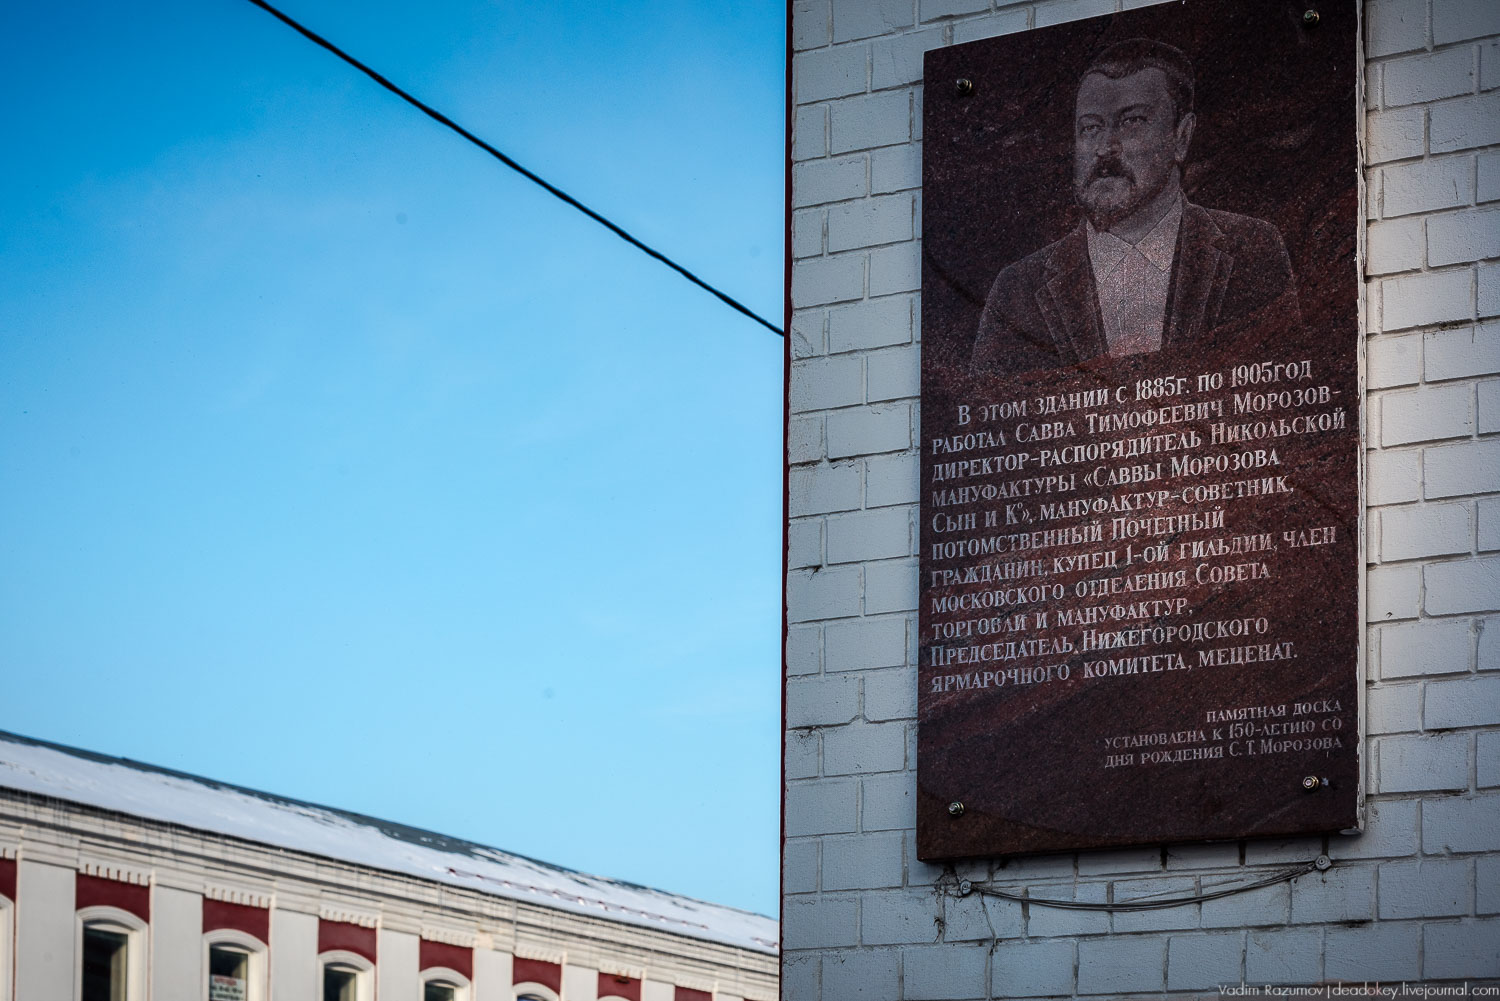 В этом здании с 1885г. по 1905год
работал Савва Тимофеевич Морозов-
директор-распорядитель Никольской
мануфактуры «Саввы Морозова
Сын и К°», мануфактур-советник,
потомственный Почетный
гражданин, купец 1-ой гильдии, член
московского отделения Совета
торговли и мануфактур,
Председатель Нижегородского
ярмарочного комитета, меценат.
памятная доска
установлена к 150-летию со
дня рождения С.Т.Морозова
Vadim Razumov | deadokey.livejournal.com